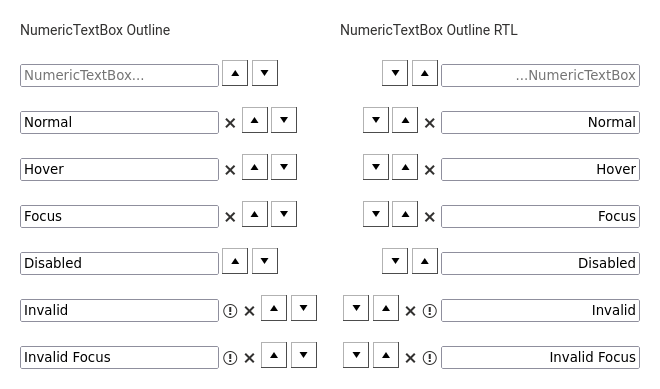 NumericTextBox Outline
NumericTextBox Outline RTL
NumericTextBox...
...NumericTextBox
Normal
Normal
Hover
Hover
Focus
Focus
Disabled
Disabled
Invalid
Invalid
Invalid Focus
Invalid Focus